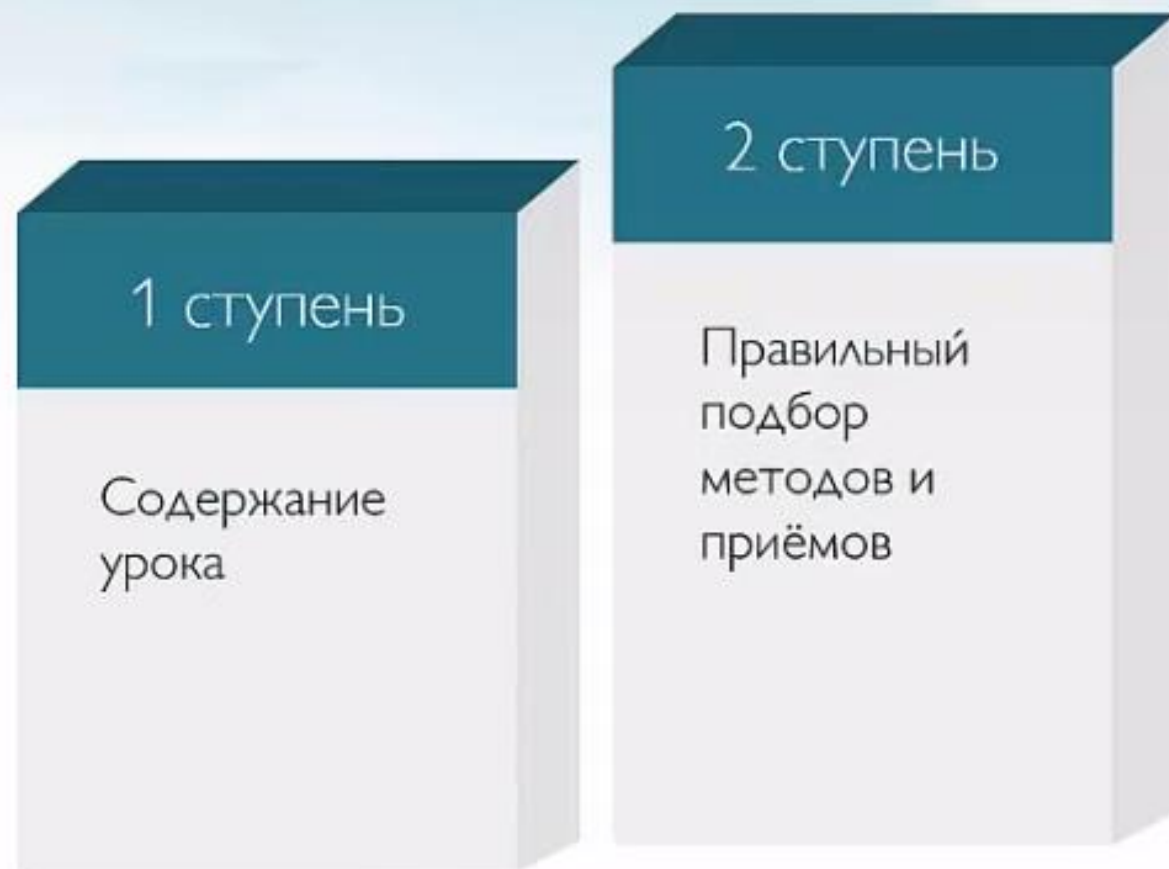 1 ступень
Содержание
урока
2 ступень
Правильный
подбор
методов и
приёмов